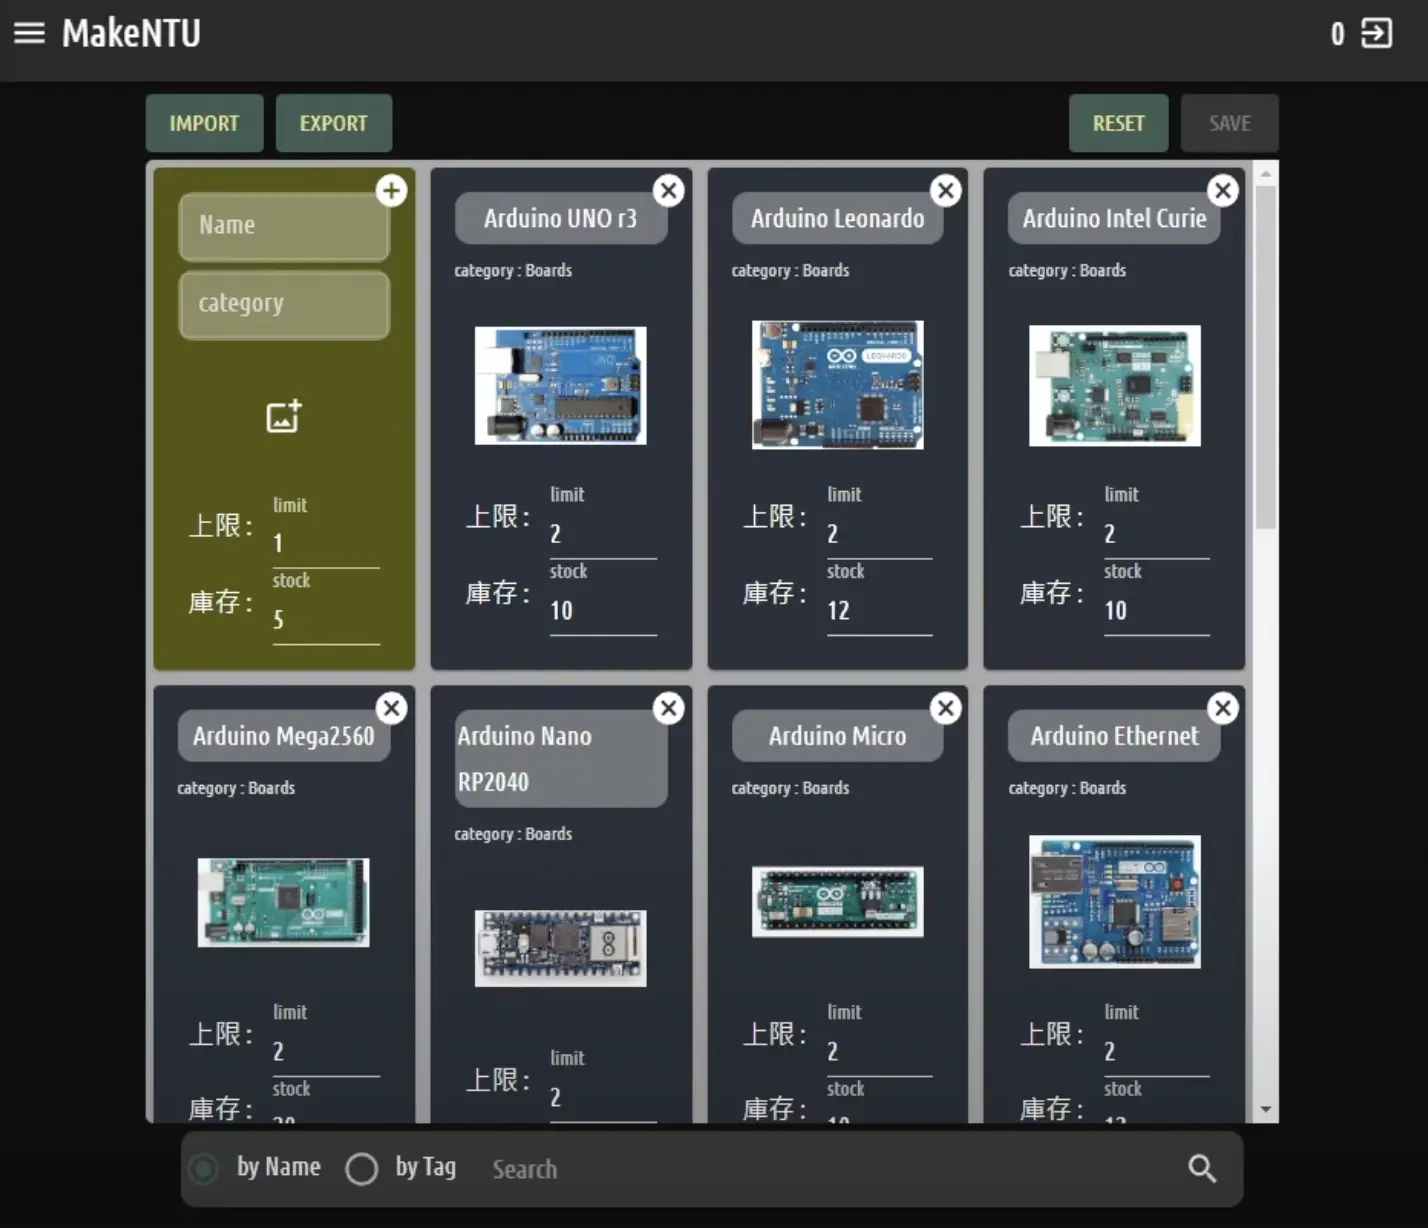 MakeNTU
0
IMPORT
EXPORT
RESET
SAVE
Name
category
上限：
limit
1
庫存：
stock
5
Arduino UNO r3
category : Boards
UNO
上限：
limit
2
庫存：
stock
10
Arduino Leonardo
category : Boards
LEONARDO
上限：
limit
2
庫存：
stock
12
Arduino Intel Curie
category : Boards
上限：
limit
2
庫存：
stock
10
Arduino Mega2560
category : Boards
上限：
limit
2
庫存：
stock
Arduino Nano
RP2040
category : Boards
上限：
limit
2
Arduino Micro
category : Boards
上限：
limit
2
庫存：
stock
Arduino Ethernet
category : Boards
上限：
limit
2
庫存：
stock
by Name
by Tag
Search